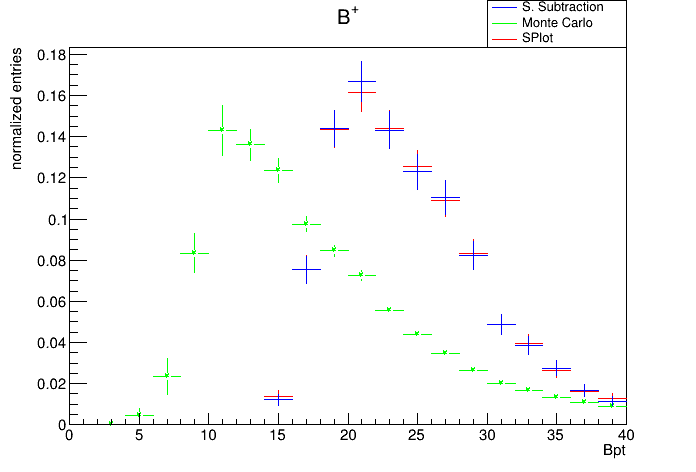 B+
S. Subtraction
Monte Carlo
SPlot
normalized entries
0.18
0.16
0.14
0.12
0.1
0.08
0.06
0.04
0.02
0
0 5 10 15 20 25 30 35 40
Bpt